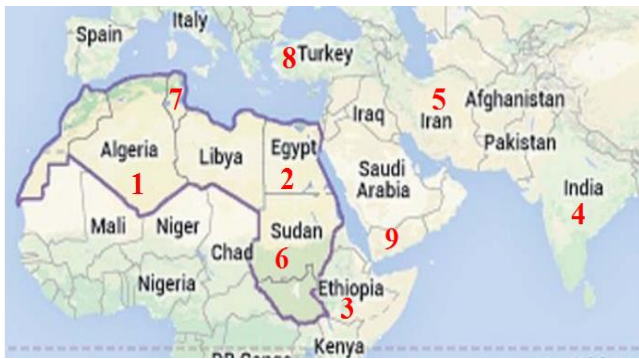 Italy
Spain
8 Turkey
5
7
Afghanistan
Iraq
Iran
Algeria
Egypt
Pakistan
Libya
Saudi
Arabia
1
2
India
4
Mali
Niger
Sudan
9
Chad
6
Nigeria
Ethiopia
3
Kenya